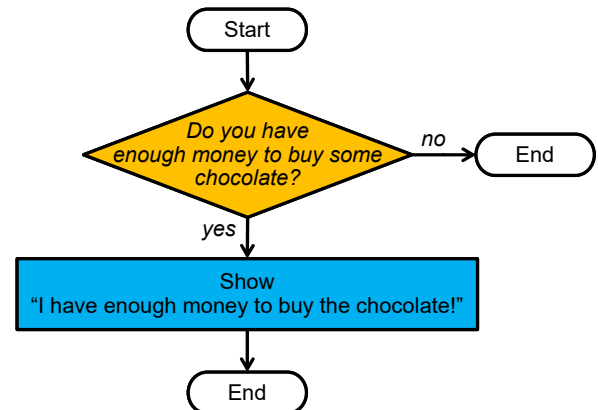 Start
Do you have
enough money to buy some
chocolate?
no
End
yes
Show
“I have enough money to buy the chocolate!”
End